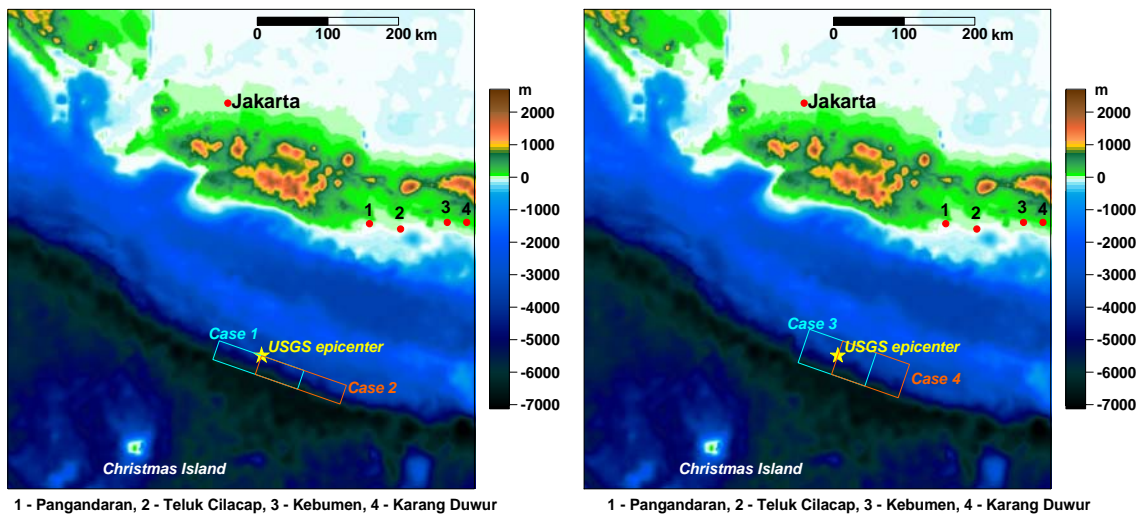 0 100 200 km
Jakarta
1 2 3 4
Case 1
USGS epicenter
Case 2
Christmas Island
m
2000
1000
0
-1000
-2000
-3000
-4000
-5000
-6000
-7000
1 - Pangandaran, 2 - Teluk Cilacap, 3 - Kebumen, 4 - Karang Duwur
0 100 200 km
Jakarta
1 2 3 4
Case 3
USGS epicenter
Case 4
Christmas Island
m
2000
1000
0
-1000
-2000
-3000
-4000
-5000
-6000
-7000
1 - Pangandaran, 2 - Teluk Cilacap, 3 - Kebumen, 4 - Karang Duwur